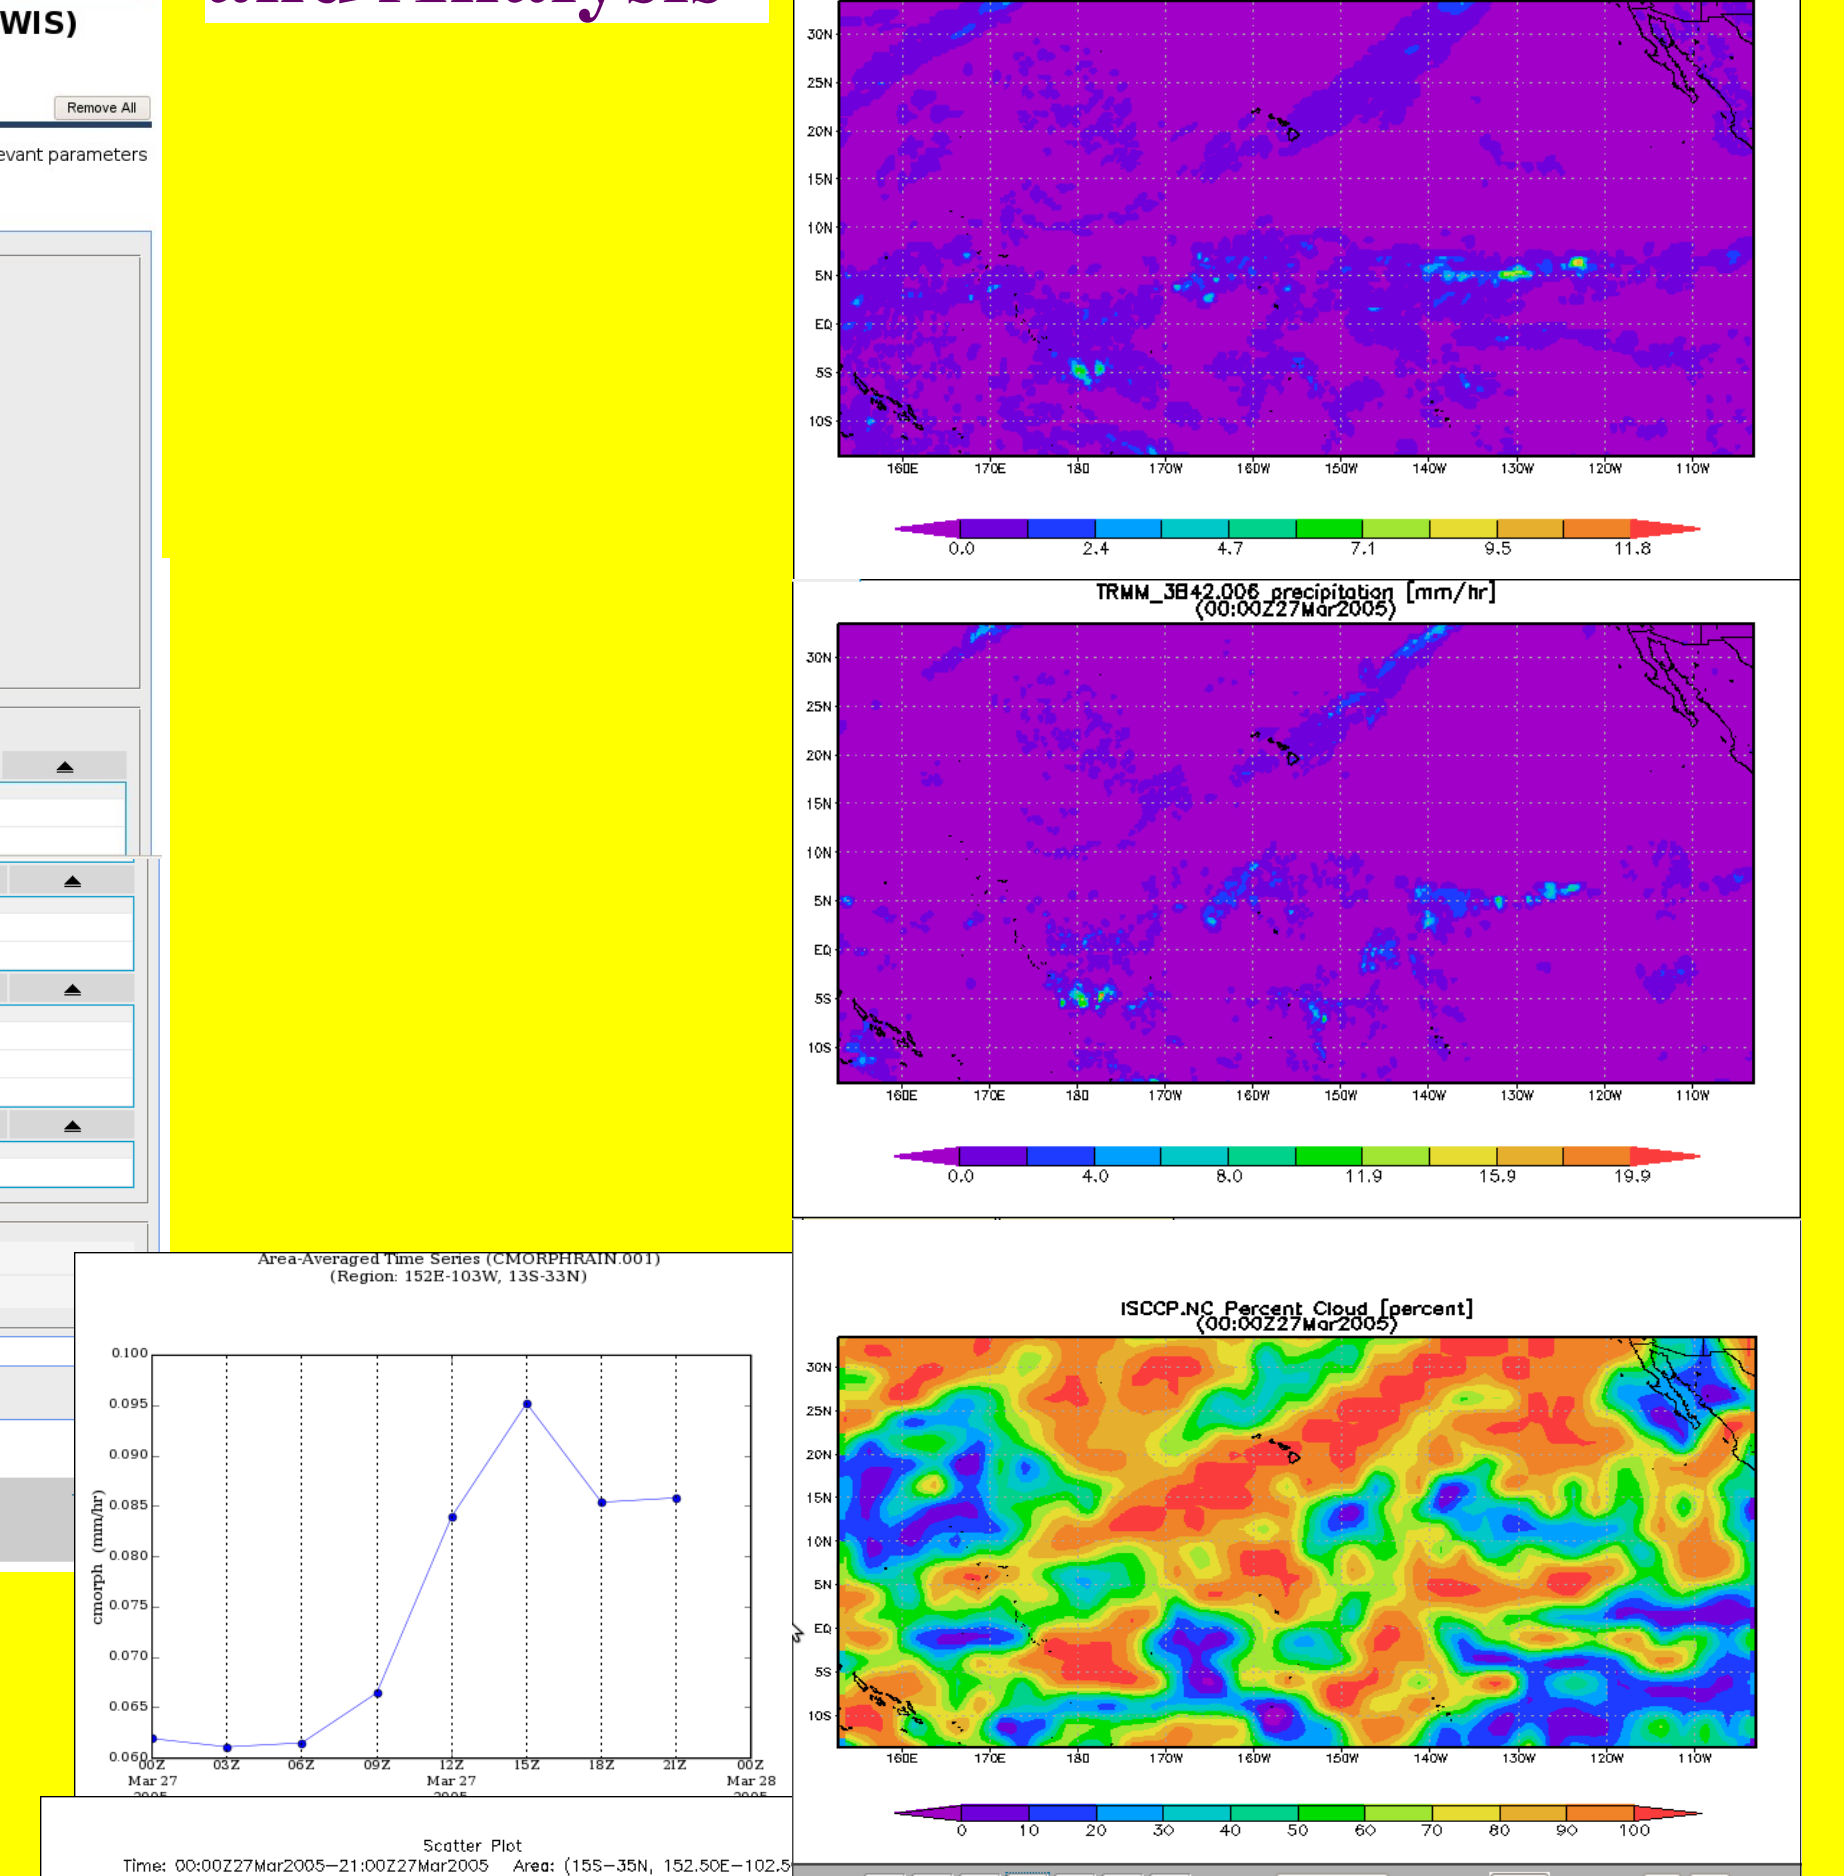 WIS)
Remove All
evant parameters
and Analysis
30N
25N
20N
15N
10N
5N
EQ
5S
10S
160E 170E 180 170W 160W 150W 140W 130W 120W 110W
0.0 2.4 4.7 7.1 9.5 11.8
TRMM_3B42.006 precipitation [mm/hr]
(00:00Z27Mar2005)
30N
25N
20N
15N
10N
5N
EQ
5S
10S
160E 170E 180 170W 160W 150W 140W 130W 120W 110W
0.0 4.0 8.0 11.9 15.9 19.9
Area-Averaged Time Series (CMORPHRAIN.001)
(Region: 152E-103W, 13S-33N)
cmorph (mm/hr)
0.100
0.095
0.090
0.085
0.080
0.075
0.070
0.065
0.060
00Z 03Z 06Z 09Z 12Z 15Z 18Z 21Z 00Z
Mar 27 Mar 27 Mar 28
2005 2005 2005
ISCCP.NC Percent Cloud [percent]
(00:00Z27Mar2005)
30N
25N
20N
15N
10N
5N
EQ
5S
10S
160E 170E 180 170W 160W 150W 140W 130W 120W 110W
0 10 20 30 40 50 60 70 80 90 100
Scatter Plot
Time: 00:00Z27Mar2005-21:00Z27Mar2005 Area: (15S-35N, 152.50E-102.5